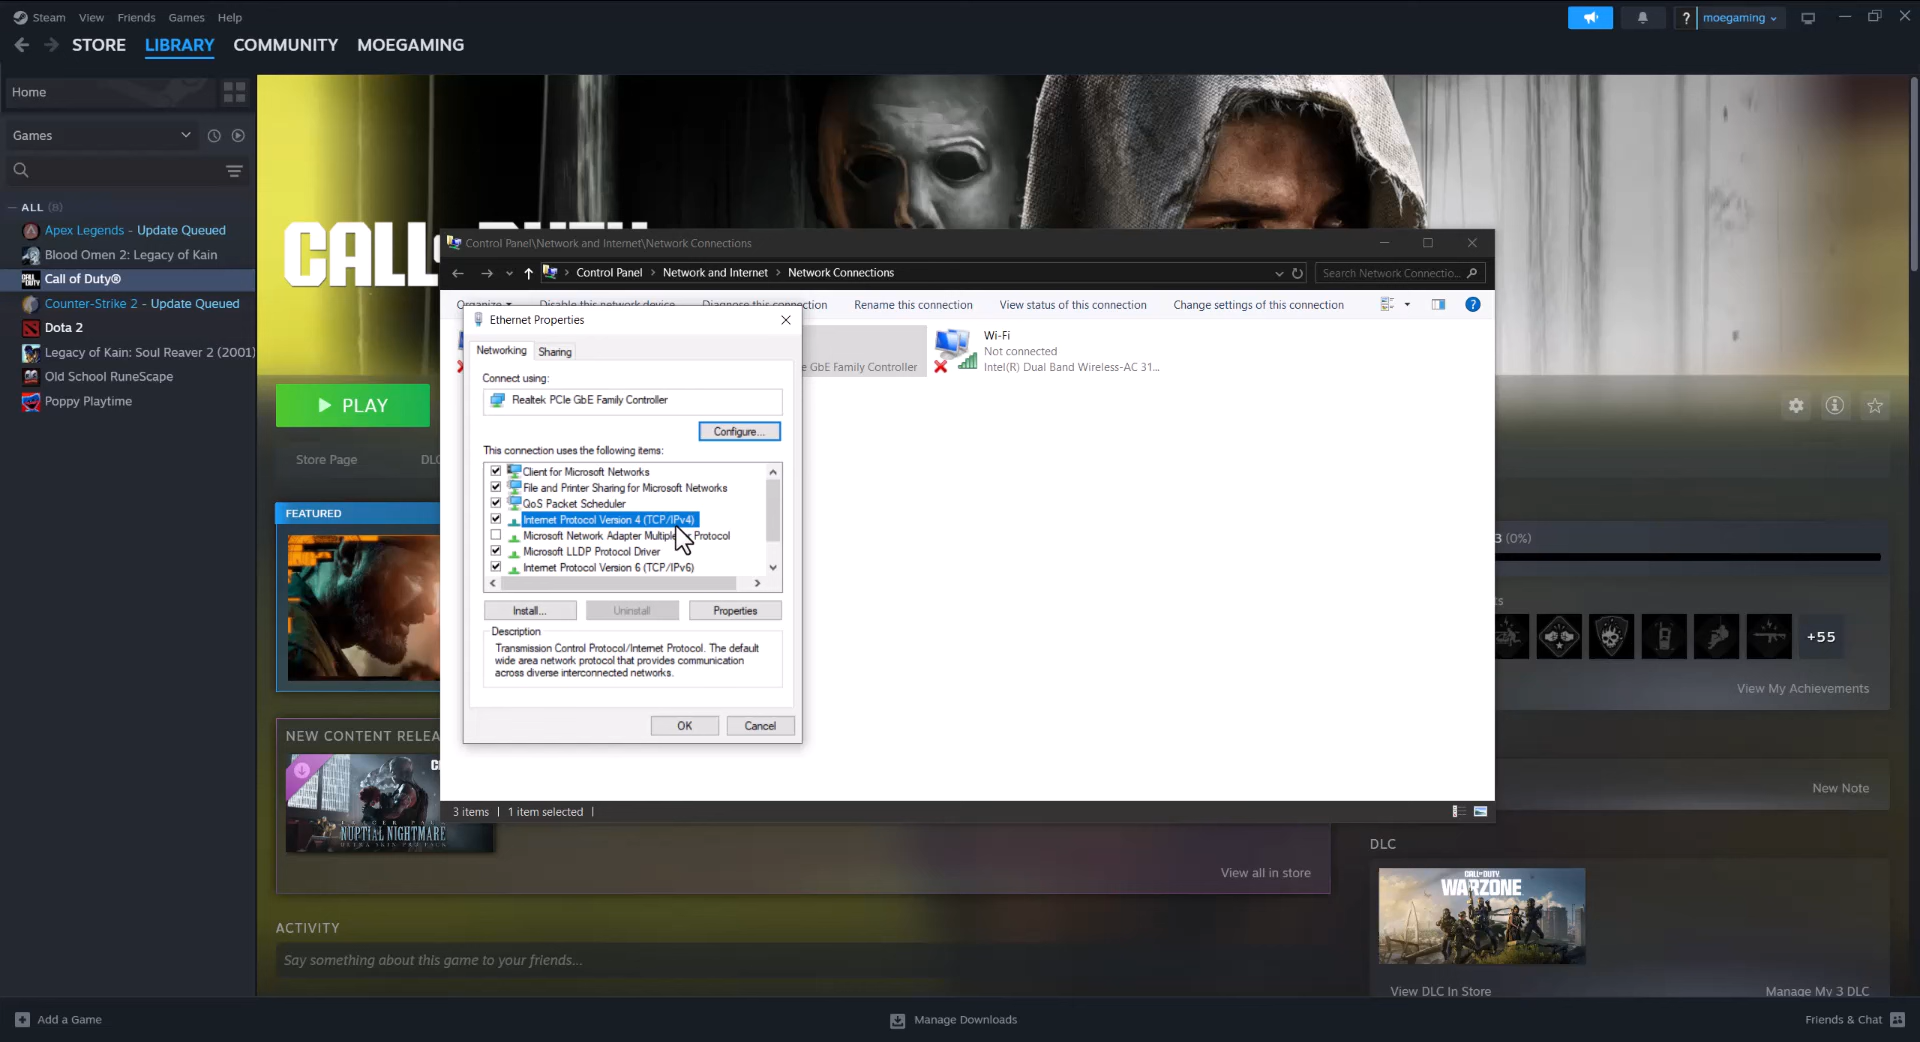 Steam View Friends Games Help
? moegaming
STORE LIBRARY COMMUNITY MOEGAMING
Home
Games
ALL (8)
Apex Legends - Update Queued
Blood Omen 2: Legacy of Kain
Call of Duty®
Counter-Strike 2 - Update Queued
Dota 2
Legacy of Kain: Soul Reaver 2 (2001)
Old School RuneScape
Poppy Playtime
CALL
PLAY
Store Page
FEATURED
NEW CONTENT RELEA
NUPTIAL NIGHTMARE
View all in store
ACTIVITY
Say something about this game to your friends...
Control Panel\Network and Internet\Network Connections
Control Panel > Network and Internet > Network Connections
Search Network Connectio...
Rename this connection
View status of this connection
Change settings of this connection
Wi-Fi
Not connected
Intel(R) Dual Band Wireless-AC 31...
GbE Family Controller
Ethernet Properties
Networking Sharing
Connect using:
Realtek PCIe GbE Family Controller
Configure...
This connection uses the following items:
Client for Microsoft Networks
File and Printer Sharing for Microsoft Networks
QoS Packet Scheduler
Internet Protocol Version 4 (TCP/IPv4)
Microsoft Network Adapter Multiple Protocol
Microsoft LLDP Protocol Driver
Internet Protocol Version 6 (TCP/IPv6)
Install... Uninstall Properties
Description
Transmission Control Protocol/Internet Protocol. The default
wide area network protocol that provides communication
across diverse interconnected networks.
OK Cancel
3 items | 1 item selected |
3 (0%)
+55
View My Achievements
New Note
DLC
CALL OF DUTY
WARZONE
View DLC In Store
Manage My 3 DLC
Add a Game
Manage Downloads
Friends & Chat